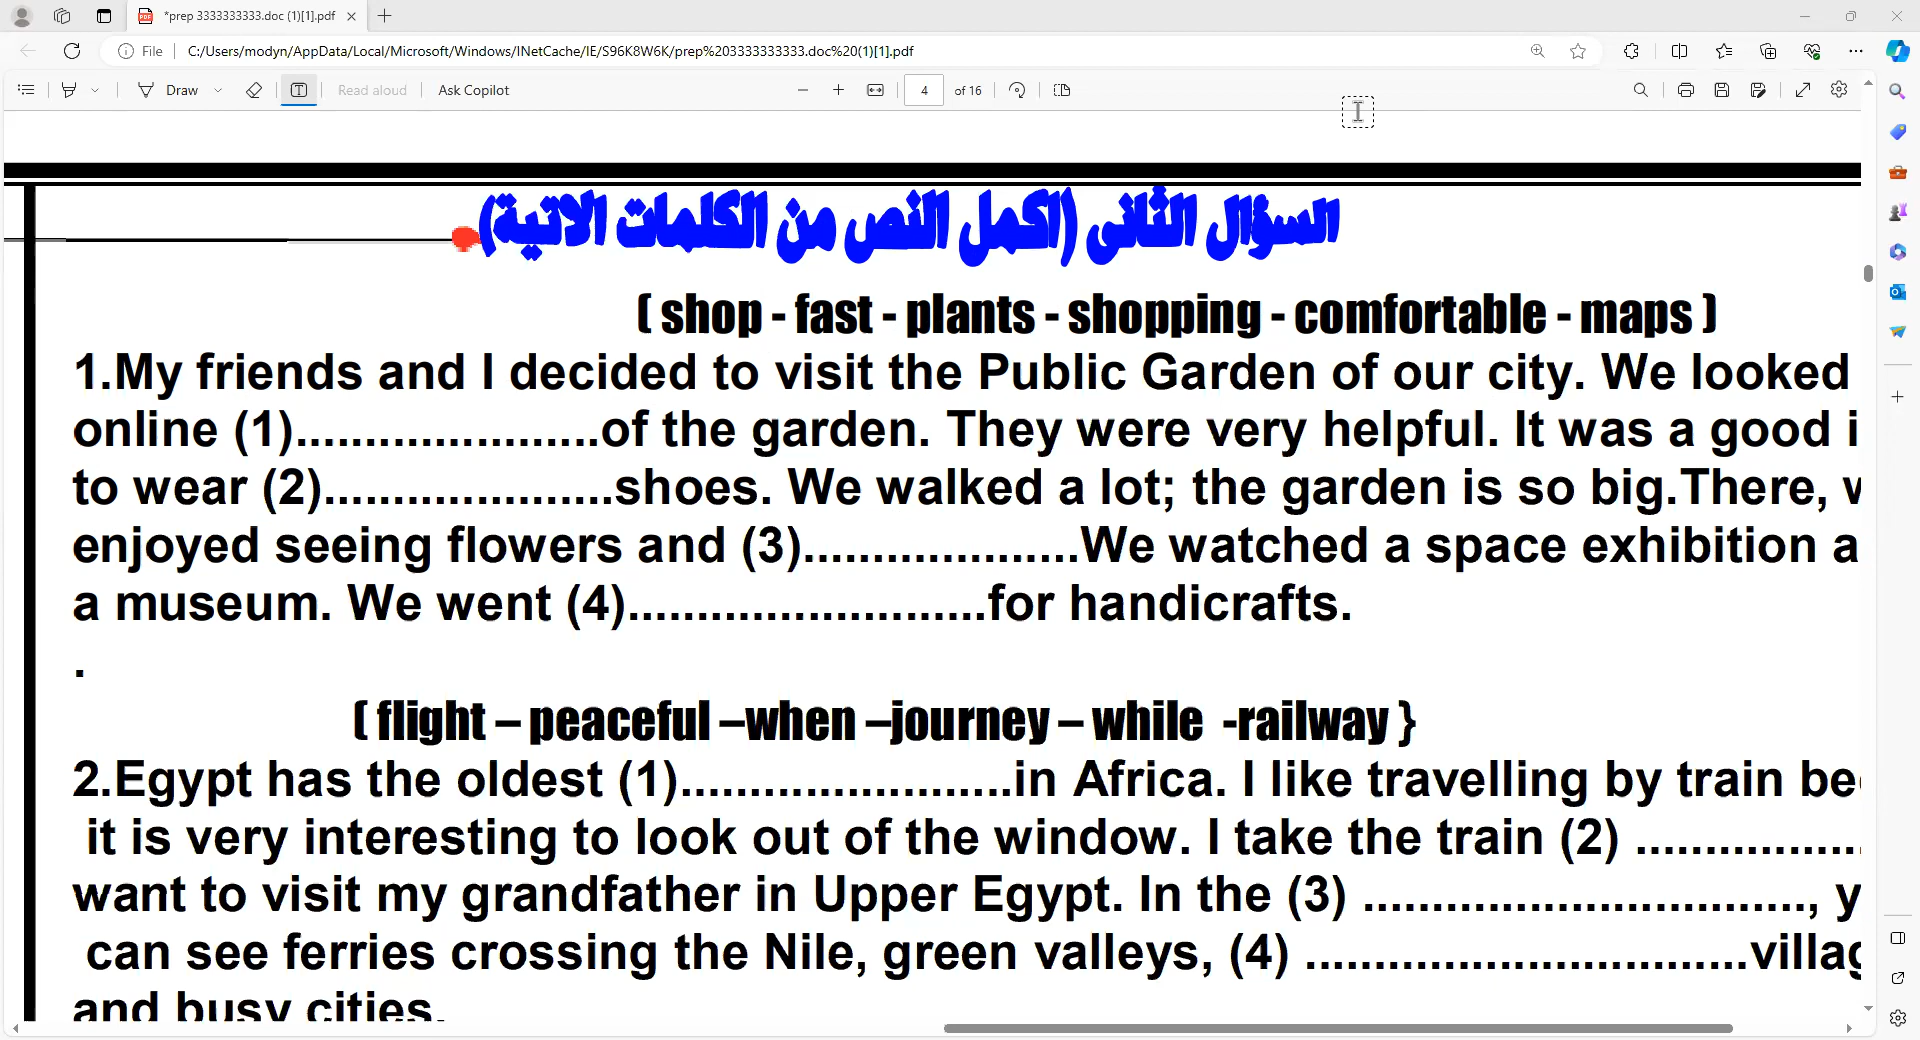 *prep 3333333333.doc (1)[1].pdf
File
C:/Users/modyn/AppData/Local/Microsoft/Windows/INetCache/IE/S96K8W6K/prep%203333333333.doc%20(1)[1].pdf
Draw
Read aloud
Ask Copilot
4 of 16
السؤال الثانى (اكمل النص من الكلمات الاتية)
( shop - fast - plants - shopping - comfortable - maps )
1.My friends and I decided to visit the Public Garden of our city. We looked
online (1)......................of the garden. They were very helpful. It was a good i
to wear (2).....................shoes. We walked a lot; the garden is so big.There, w
enjoyed seeing flowers and (3)....................We watched a space exhibition a
a museum. We went (4)..........................for handicrafts.
.
( flight – peaceful –when –journey – while -railway }
2.Egypt has the oldest (1)........................in Africa. I like travelling by train be
it is very interesting to look out of the window. I take the train (2) .................
want to visit my grandfather in Upper Egypt. In the (3) ................................, y
can see ferries crossing the Nile, green valleys, (4) ................................villag
and busy cities.